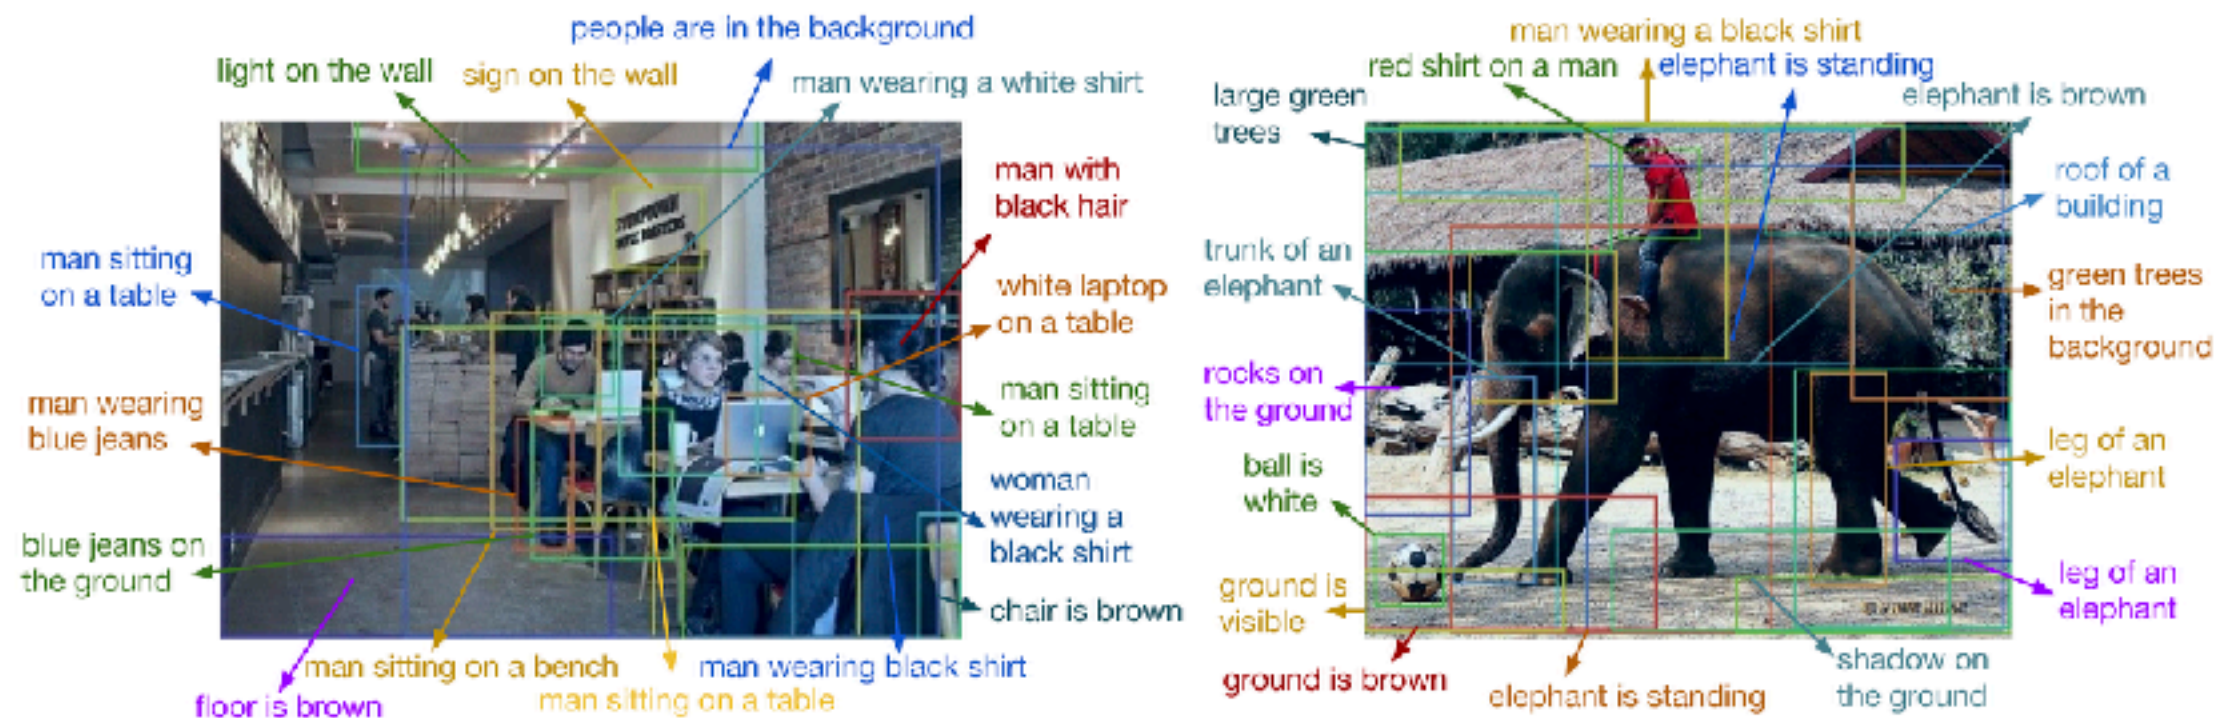 people are in the background
light on the wall
sign on the wall
man wearing a white shirt
man with
black hair
man sitting
on a table
white laptop
on a table
man wearing
blue jeans
man sitting
on a table
woman
wearing a
black shirt
blue jeans on
the ground
chair is brown
man sitting on a bench
man wearing black shirt
floor is brown
man sitting on a table
man wearing a black shirt
red shirt on a man
elephant is standing
large green
trees
elephant is brown
roof of a
building
trunk of an
elephant
green trees
in the
background
rocks on
the ground
leg of an
elephant
ball is
white
ground is
visible
leg of an
elephant
ground is brown
elephant is standing
shadow on
the ground